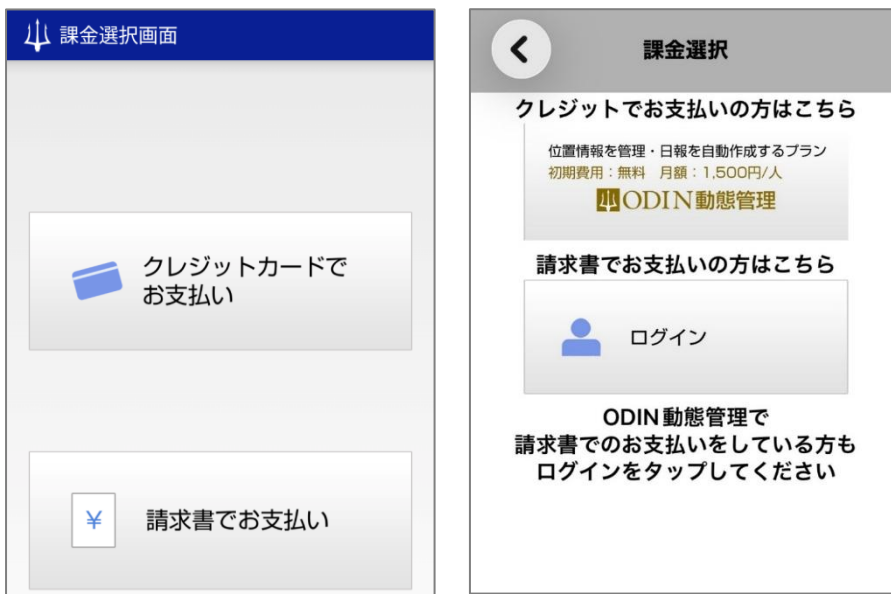 課金選択画面
クレジットカードで
お支払い
¥
請求書でお支払い
課金選択
クレジットでお支払いの方はこちら
位置情報を管理・日報を自動作成するプラン
初期費用：無料 月額：1,500円/人
ODIN動態管理
請求書でお支払いの方はこちら
ログイン
ODIN動態管理で
請求書でのお支払いをしている方も
ログインをタップしてください